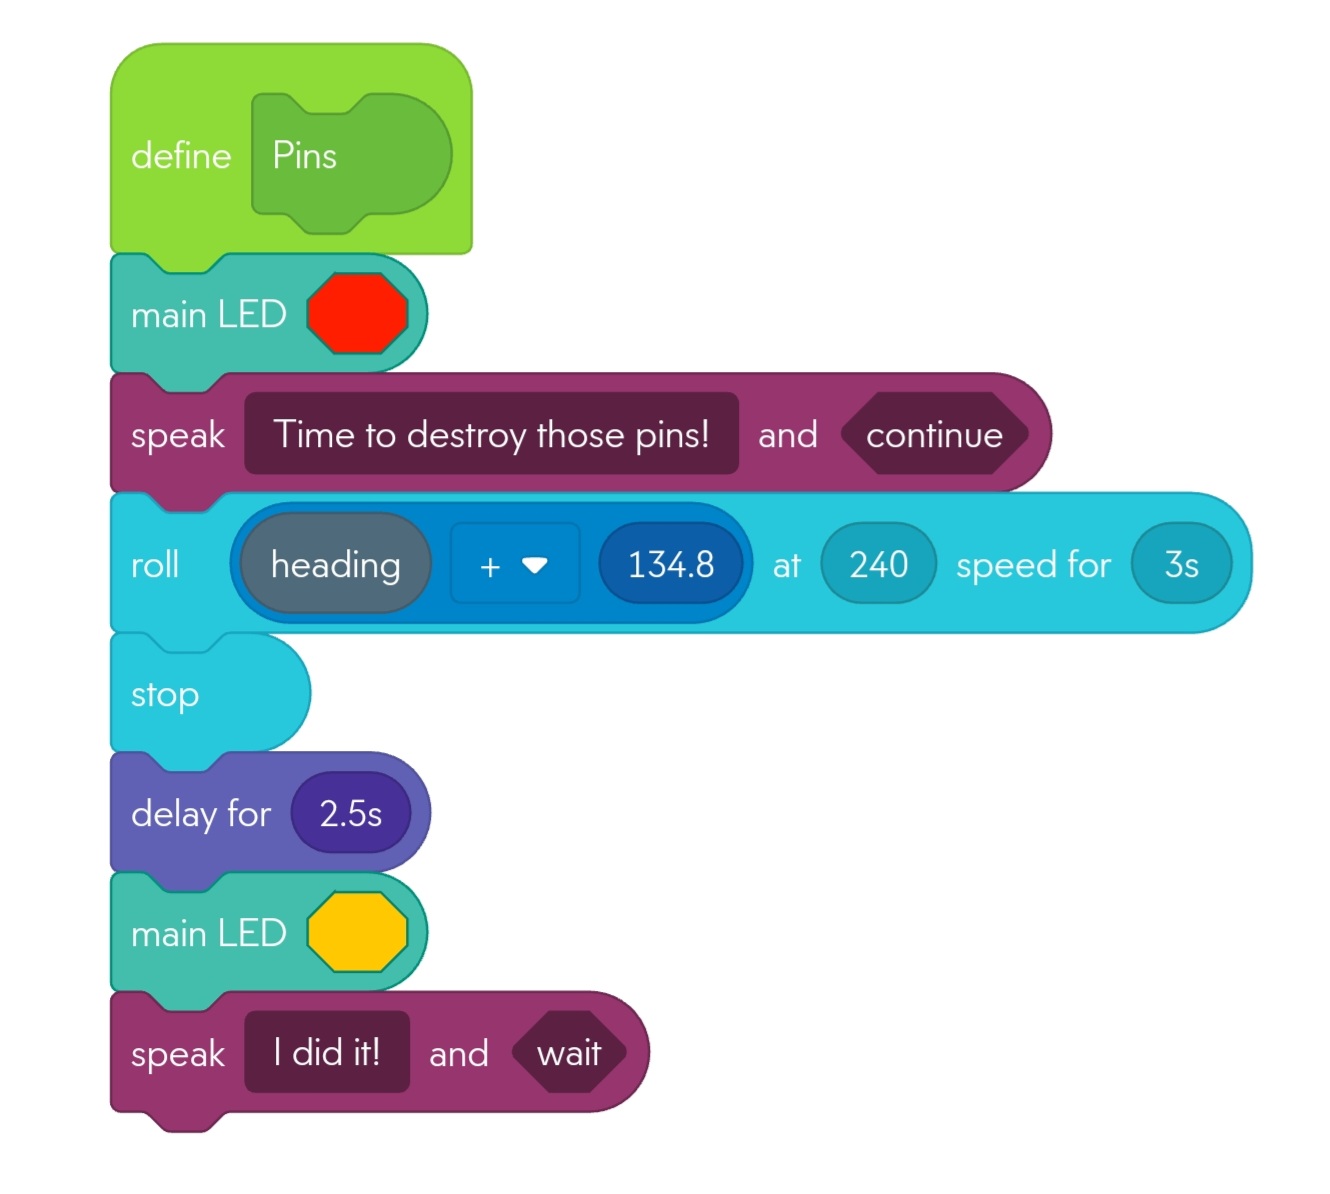 define Pins
main LED
speak Time to destroy those pins! and continue
roll heading + 134.8 at 240 speed for 3s
stop
delay for 2.5s
main LED
speak I did it! and wait